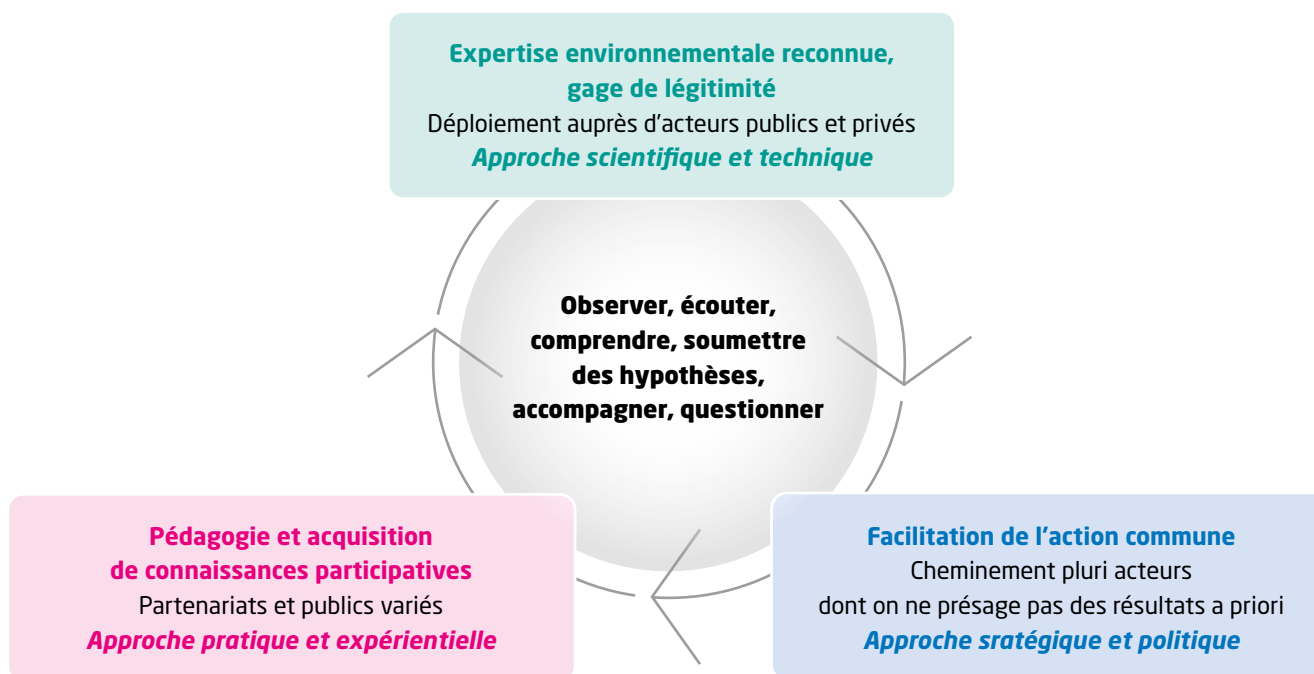 Expertise environnementale reconnue,
gage de légitimité
Déploiement auprès d'acteurs publics et privés
Approche scientifique et technique
Observer, écouter,
comprendre, soumettre
des hypothèses,
accompagner, questionner
Pédagogie et acquisition
de connaissances participatives
Partenariats et publics variés
Approche pratique et expérientielle
Facilitation de l'action commune
Cheminement pluri acteurs
dont on ne présage pas des résultats a priori
Approche sratégique et politique